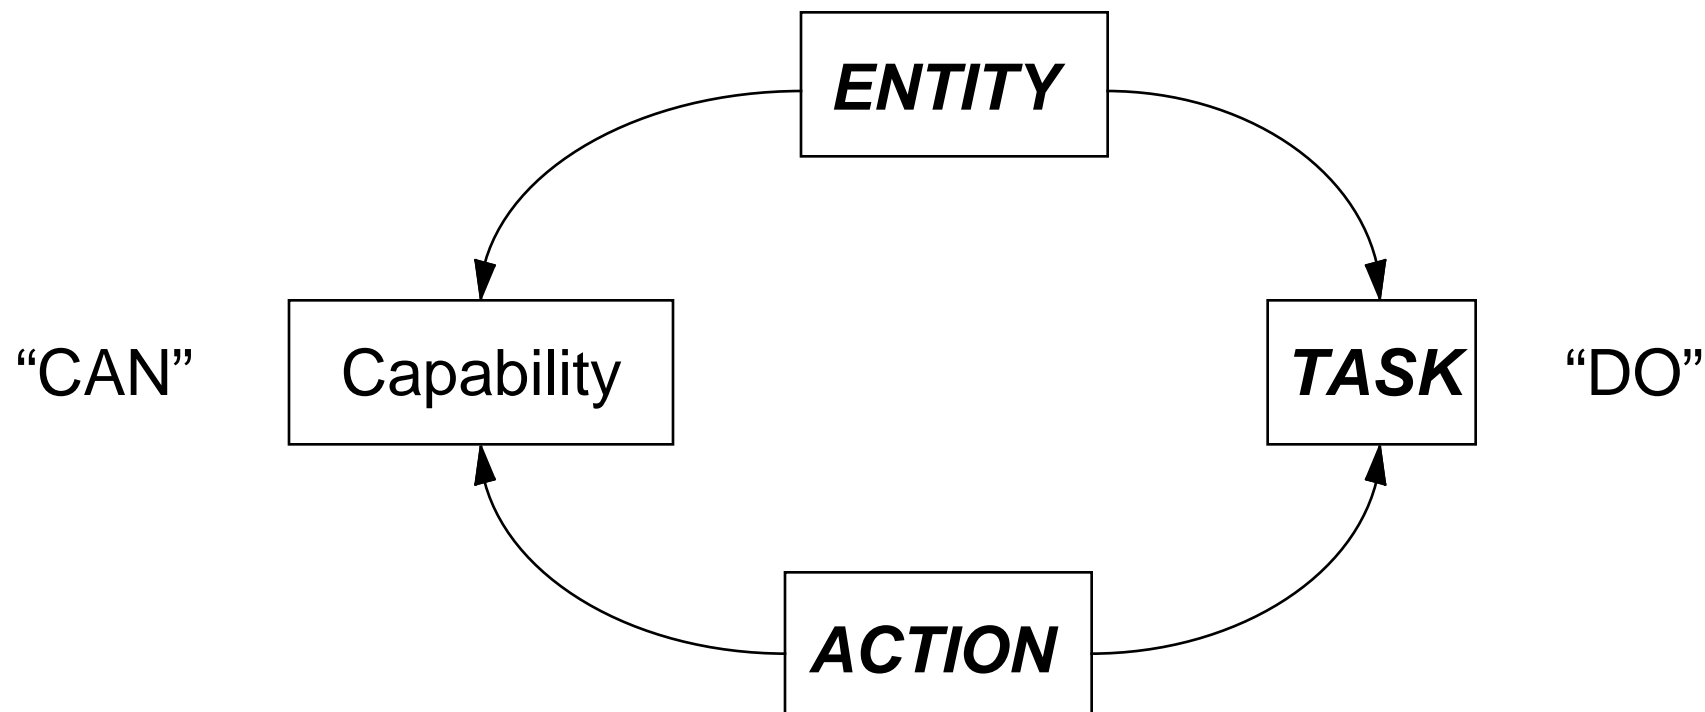 ENTITY
“CAN”
Capability
TASK
“DO”
ACTION